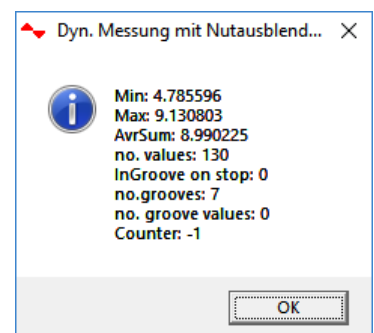 Dyn. Messung mit Nutausblend...
Min: 4.785596
Max: 9.130803
AvrSum: 8.990225
no. values: 130
InGroove on stop: 0
no.grooves: 7
no. groove values: 0
Counter: -1
OK